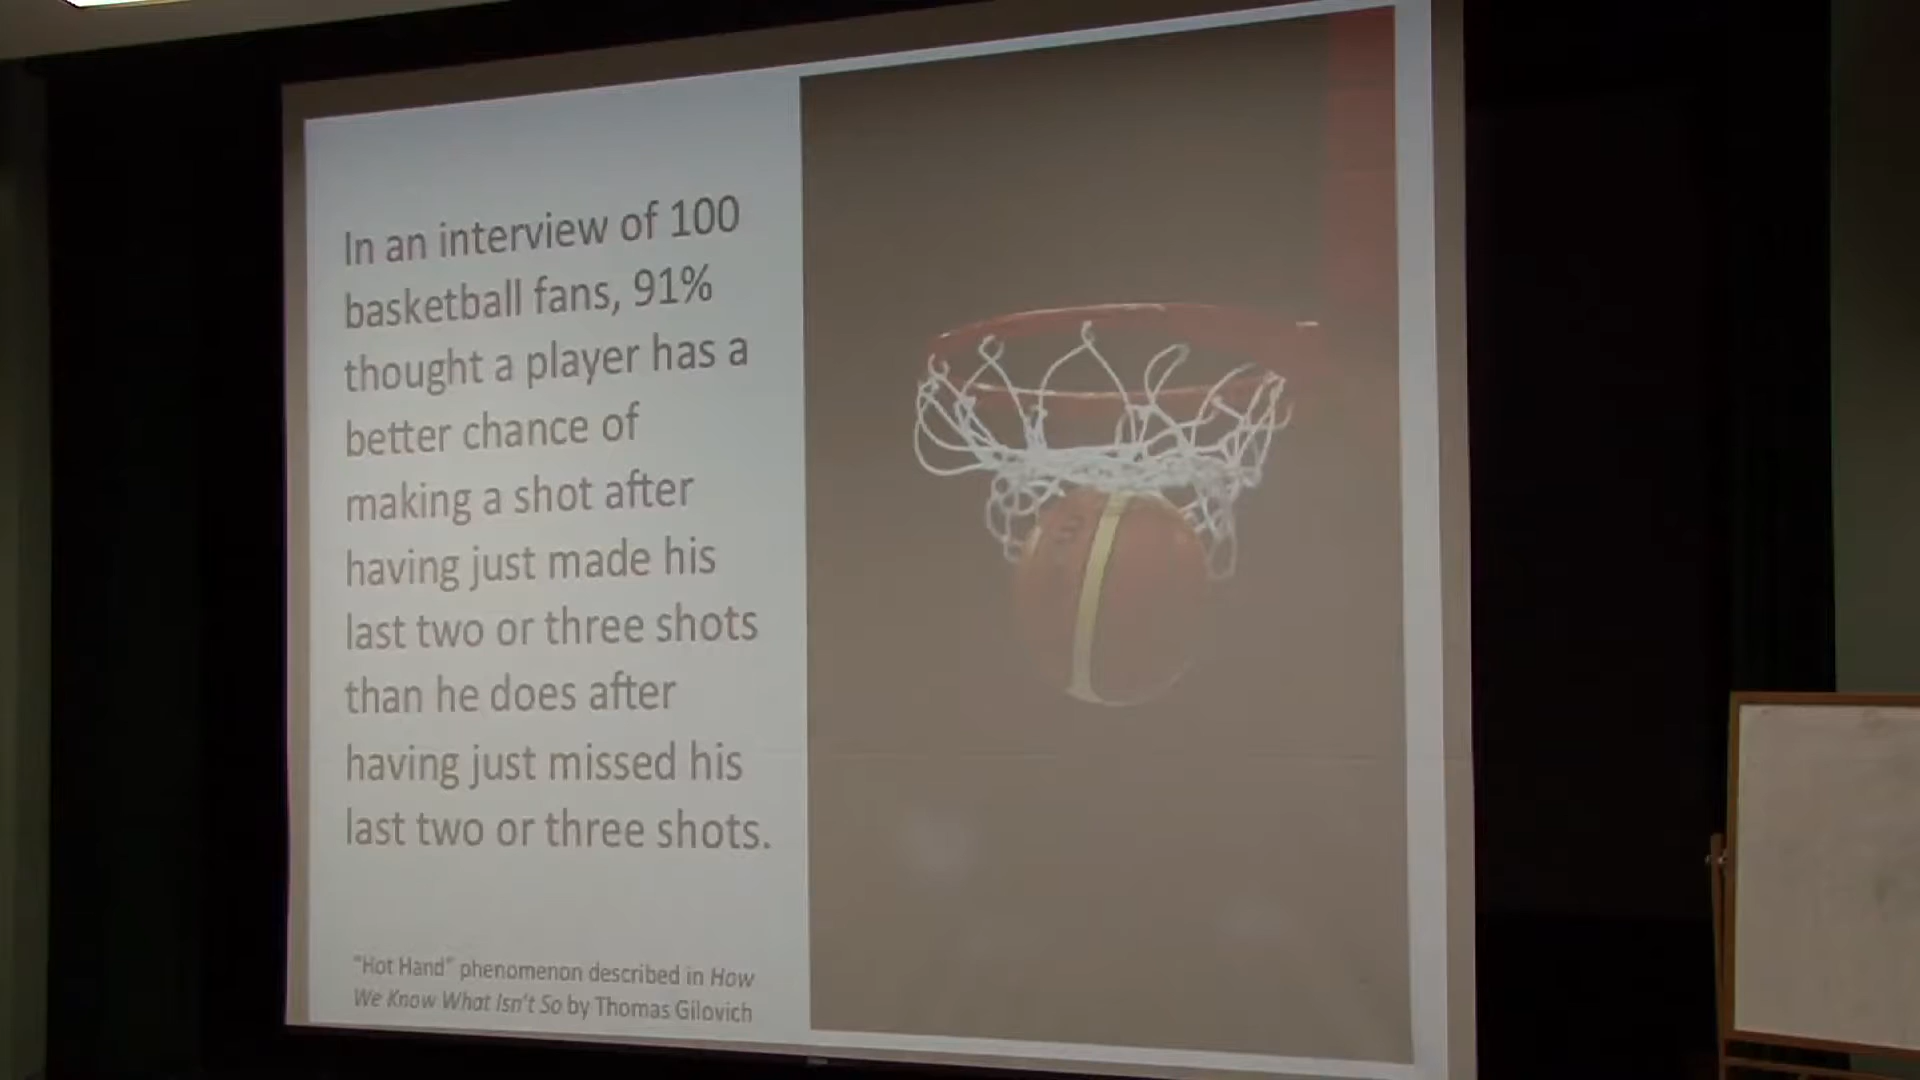 In an interview of 100
basketball fans, 91%
thought a player has a
better chance of
making a shot after
having just made his
last two or three shots
than he does after
having just missed his
last two or three shots.
"Hot Hand" phenomenon described in How
We Know What Isn't So by Thomas Gilovich